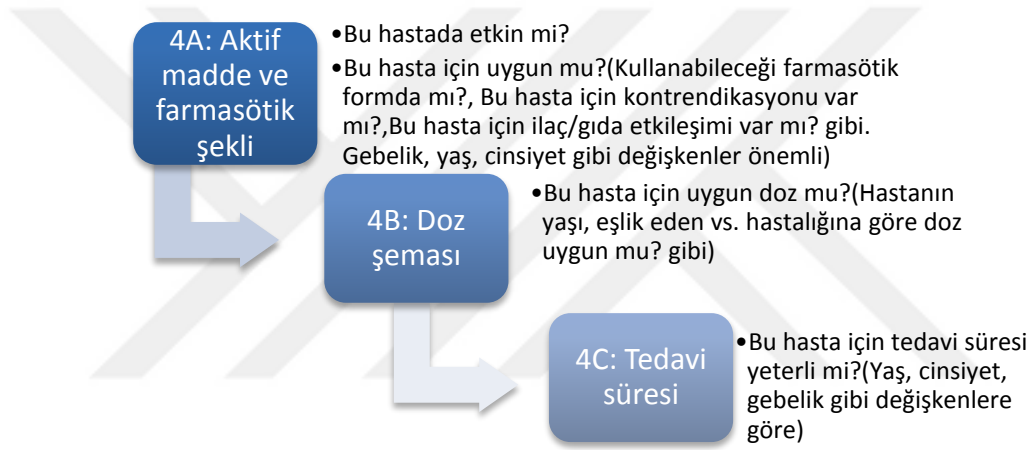 4A: Aktif
madde ve
farmasötik
şekli
•Bu hastada etkin mi?
•Bu hasta için uygun mu?(Kullanabileceği farmasötik
formda mı?, Bu hasta için kontrendikasyonu var
mı?,Bu hasta için ilaç/gıda etkileşimi var mı? gibi.
Gebelik, yaş, cinsiyet gibi değişkenler önemli)
4B: Doz
şeması
•Bu hasta için uygun doz mu?(Hastanın
yaşı, eşlik eden vs. hastalığına göre doz
uygun mu? gibi)
4C: Tedavi
süresi
•Bu hasta için tedavi süresi
yeterli mi?(Yaş, cinsiyet,
gebelik gibi değişkenlere
göre)